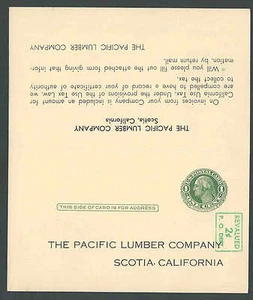 THE PACIFIC LUMBER COMPANY
Scotia, California
On invoices from your Company is included an amount for
California Use Tax. Under provisions of the Use Tax Law, we
are compelled to have a record of your certificate of authority
to collect the tax.
Will you please fill out the attached form giving that infor-
mation by return mail.
THE PACIFIC LUMBER COMPANY
THIS SIDE OF CARD IS FOR ADDRESS
REVALUED
2¢
P. O. DEPT.
THE PACIFIC LUMBER COMPANY
SCOTIA, CALIFORNIA